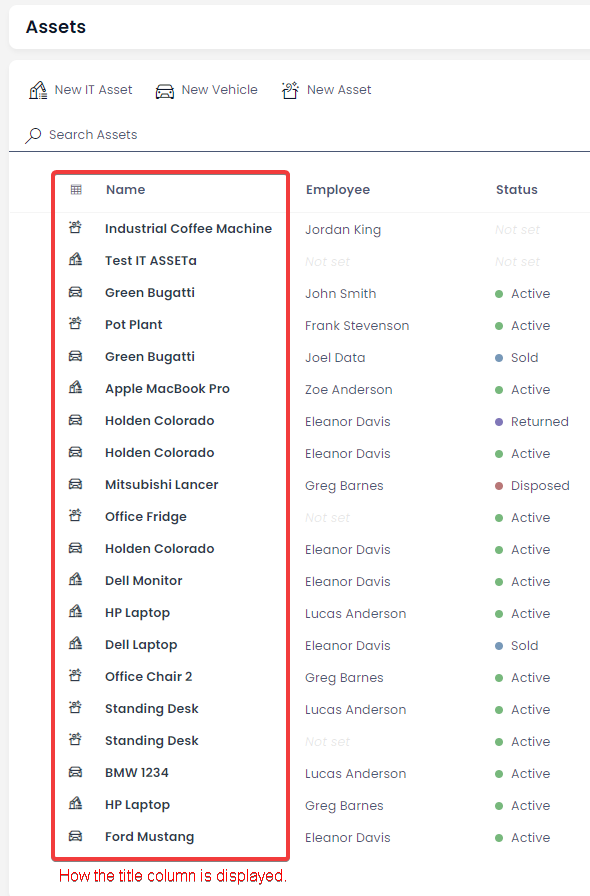 Assets
New IT Asset New Vehicle New Asset
Search Assets
Name Employee Status
Industrial Coffee Machine Jordan King Not set
Test IT ASSETa Not set Not set
Green Bugatti John Smith Active
Pot Plant Frank Stevenson Active
Green Bugatti Joel Data Sold
Apple MacBook Pro Zoe Anderson Active
Holden Colorado Eleanor Davis Returned
Holden Colorado Eleanor Davis Active
Mitsubishi Lancer Greg Barnes Disposed
Office Fridge Not set Active
Holden Colorado Eleanor Davis Active
Dell Monitor Eleanor Davis Active
HP Laptop Lucas Anderson Active
Dell Laptop Eleanor Davis Sold
Office Chair 2 Greg Barnes Active
Standing Desk Lucas Anderson Active
Standing Desk Not set Active
BMW 1234 Lucas Anderson Active
HP Laptop Greg Barnes Active
Ford Mustang Eleanor Davis Active
How the title column is displayed.